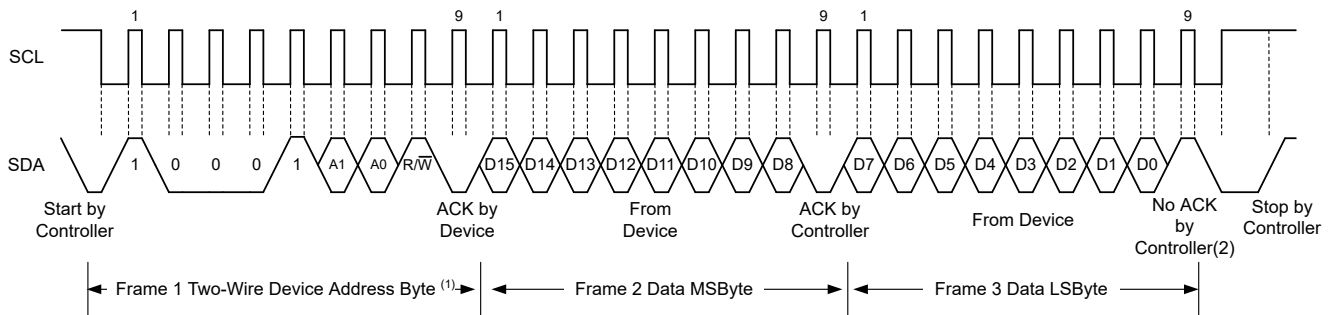 1 9 1 9 1 9
SCL
SDA
1 0 0 0 1 A1 A0 R/W̅ D15 D14 D13 D12 D11 D10 D9 D8 D7 D6 D5 D4 D3 D2 D1 D0
Start by
Controller
ACK by
Device
From
Device
ACK by
Controller
From Device
No ACK
by
Controller(2)
Stop by
Controller
Frame 1 Two-Wire Device Address Byte (1)
Frame 2 Data MSByte
Frame 3 Data LSByte